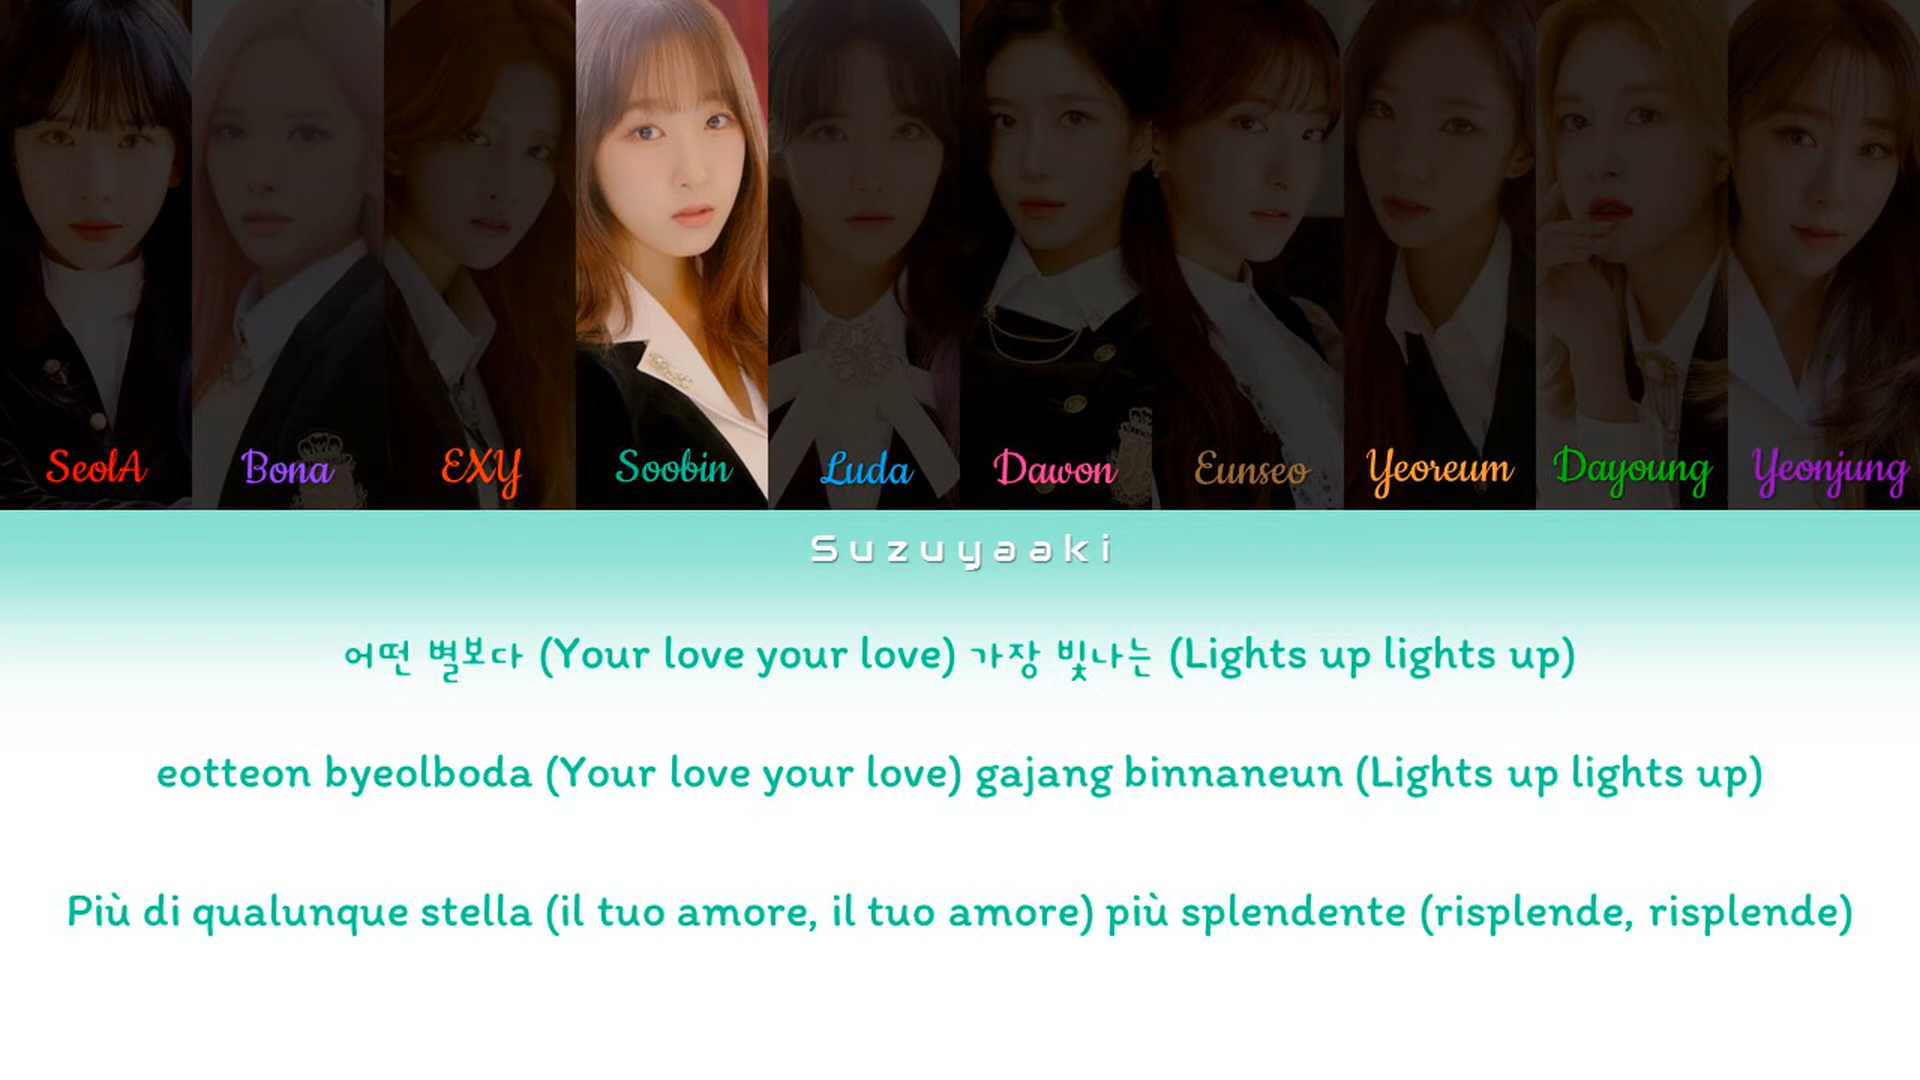 SeolA Bona EXY Soobin Luda Dawon Eunseo Yeoreum Dayoung Yeonjung
Suzuyaaki
어떤 별보다 (Your love your love) 가장 빛나는 (Lights up lights up)
eotteon byeolboda (Your love your love) gajang binnaneun (Lights up lights up)
Più di qualunque stella (il tuo amore, il tuo amore) più splendente (risplende, risplende)